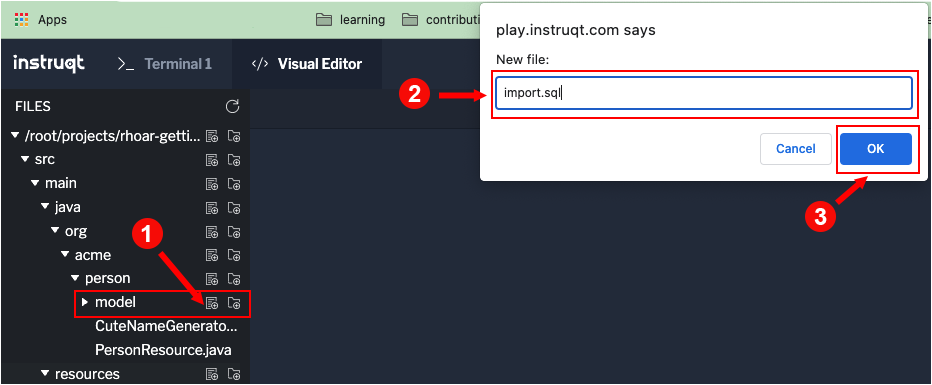 Apps
learning
contributi
play.instruqt.com says
New file:
import.sql
Cancel
OK
instruqt
>_ Terminal 1
</> Visual Editor
FILES
/root/projects/rhoar-getti...
src
main
java
org
acme
person
model
CuteNameGenerato...
PersonResource.java
resources
1
2
3